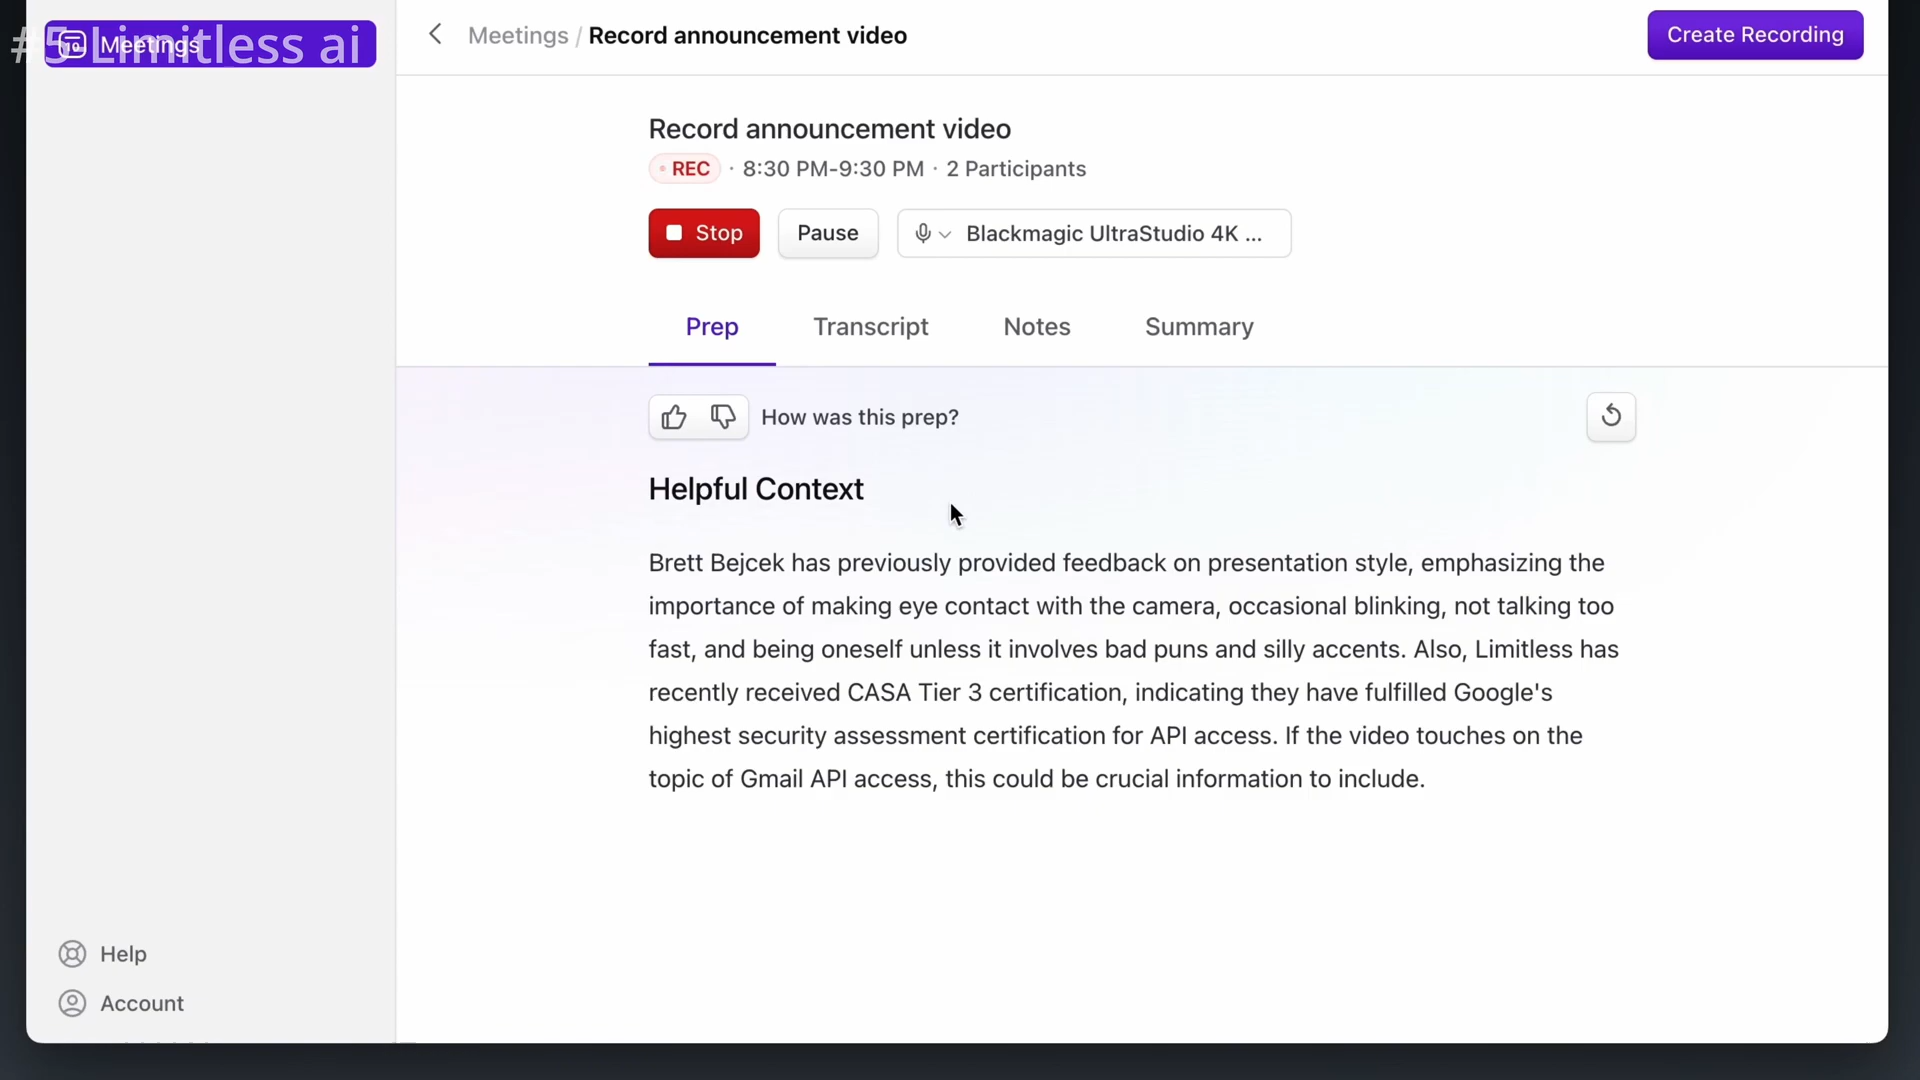 #5 Limitless ai
Meetings
Meetings / Record announcement video
Create Recording
Record announcement video
REC · 8:30 PM-9:30 PM · 2 Participants
Stop
Pause
Blackmagic UltraStudio 4K ...
Prep
Transcript
Notes
Summary
How was this prep?
Helpful Context
Brett Bejcek has previously provided feedback on presentation style, emphasizing the
importance of making eye contact with the camera, occasional blinking, not talking too
fast, and being oneself unless it involves bad puns and silly accents. Also, Limitless has
recently received CASA Tier 3 certification, indicating they have fulfilled Google's
highest security assessment certification for API access. If the video touches on the
topic of Gmail API access, this could be crucial information to include.
Help
Account